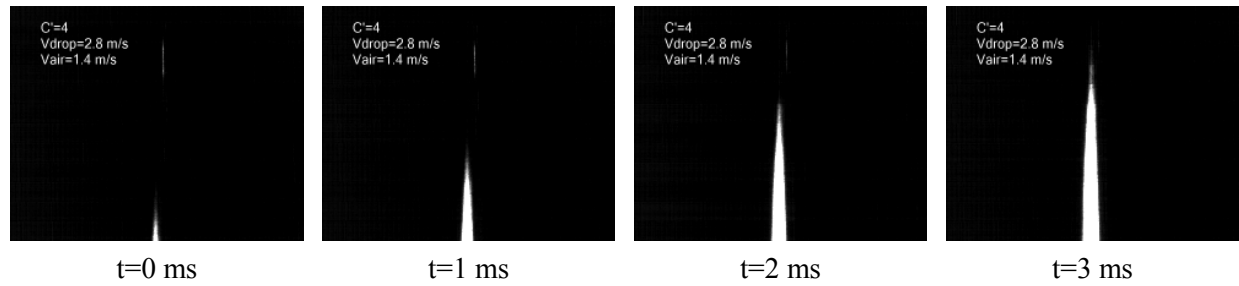 C'=4
Vdrop=2.8 m/s
Vair=1.4 m/s
C'=4
Vdrop=2.8 m/s
Vair=1.4 m/s
C'=4
Vdrop=2.8 m/s
Vair=1.4 m/s
C'=4
Vdrop=2.8 m/s
Vair=1.4 m/s
t=0 ms
t=1 ms
t=2 ms
t=3 ms